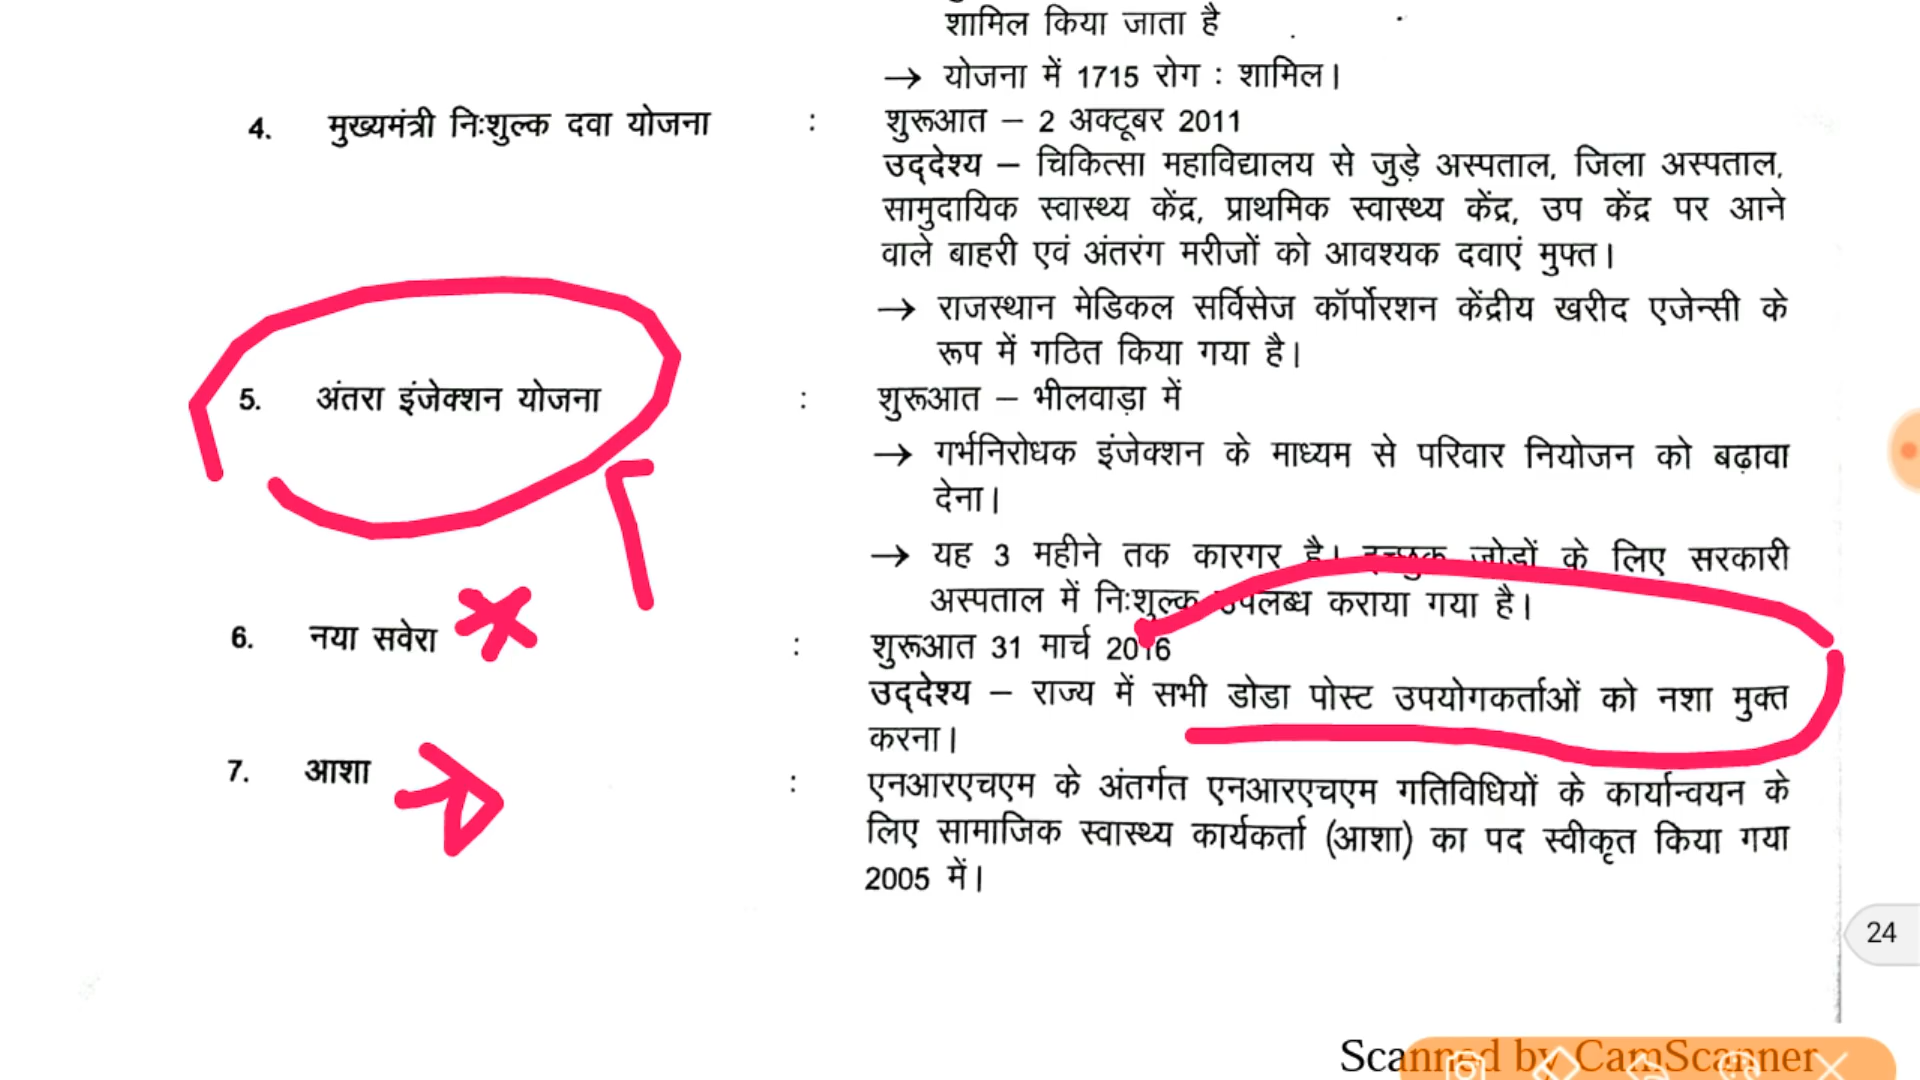 शामिल किया जाता है
→ योजना में 1715 रोग : शामिल।
4. मुख्यमंत्री निःशुल्क दवा योजना : शुरूआत – 2 अक्टूबर 2011
उद्देश्य – चिकित्सा महाविद्यालय से जुड़े अस्पताल, जिला अस्पताल,
सामुदायिक स्वास्थ्य केंद्र, प्राथमिक स्वास्थ्य केंद्र, उप केंद्र पर आने
वाले बाहरी एवं अंतरंग मरीजों को आवश्यक दवाएं मुफ्त।
→ राजस्थान मेडिकल सर्विसेज कॉर्पोरशन केंद्रीय खरीद एजेन्सी के
रूप में गठित किया गया है।
5. अंतरा इंजेक्शन योजना : शुरूआत – भीलवाड़ा में
→ गर्भनिरोधक इंजेक्शन के माध्यम से परिवार नियोजन को बढ़ावा
देना।
→ यह 3 महीने तक कारगर है। इच्छुक जोड़ों के लिए सरकारी
अस्पताल में निःशुल्क उपलब्ध कराया गया है।
6. नया सवेरा : शुरूआत 31 मार्च 2016
उद्देश्य – राज्य में सभी डोडा पोस्ट उपयोगकर्ताओं को नशा मुक्त
करना।
7. आशा : एनआरएचएम के अंतर्गत एनआरएचएम गतिविधियों के कार्यान्वयन के
लिए सामाजिक स्वास्थ्य कार्यकर्ता (आशा) का पद स्वीकृत किया गया
2005 में।
24
Scanned by CamScanner